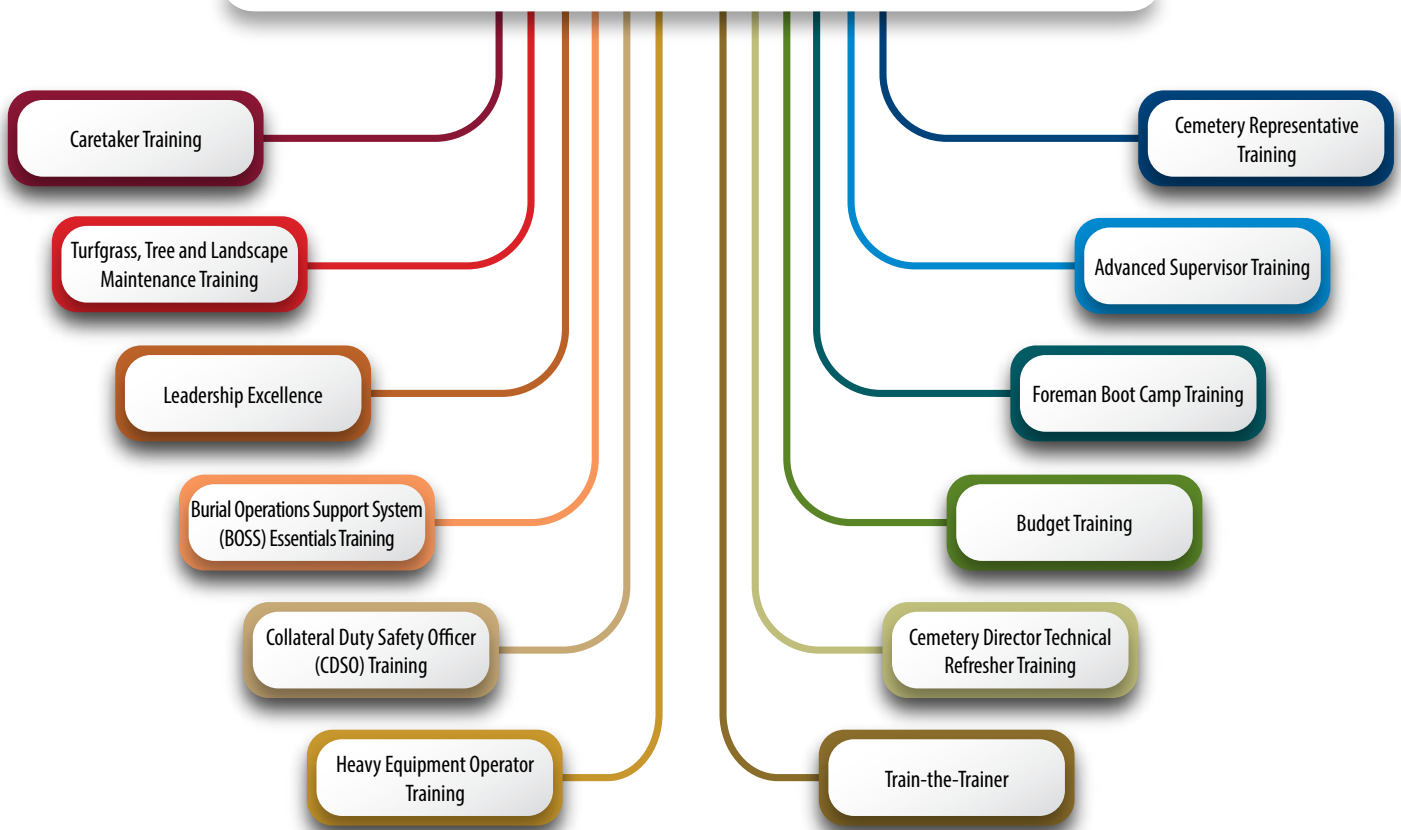 Caretaker Training
Turfgrass, Tree and Landscape
Maintenance Training
Leadership Excellence
Burial Operations Support System
(BOSS) Essentials Training
Collateral Duty Safety Officer
(CDSO) Training
Heavy Equipment Operator
Training
Cemetery Representative
Training
Advanced Supervisor Training
Foreman Boot Camp Training
Budget Training
Cemetery Director Technical
Refresher Training
Train-the-Trainer